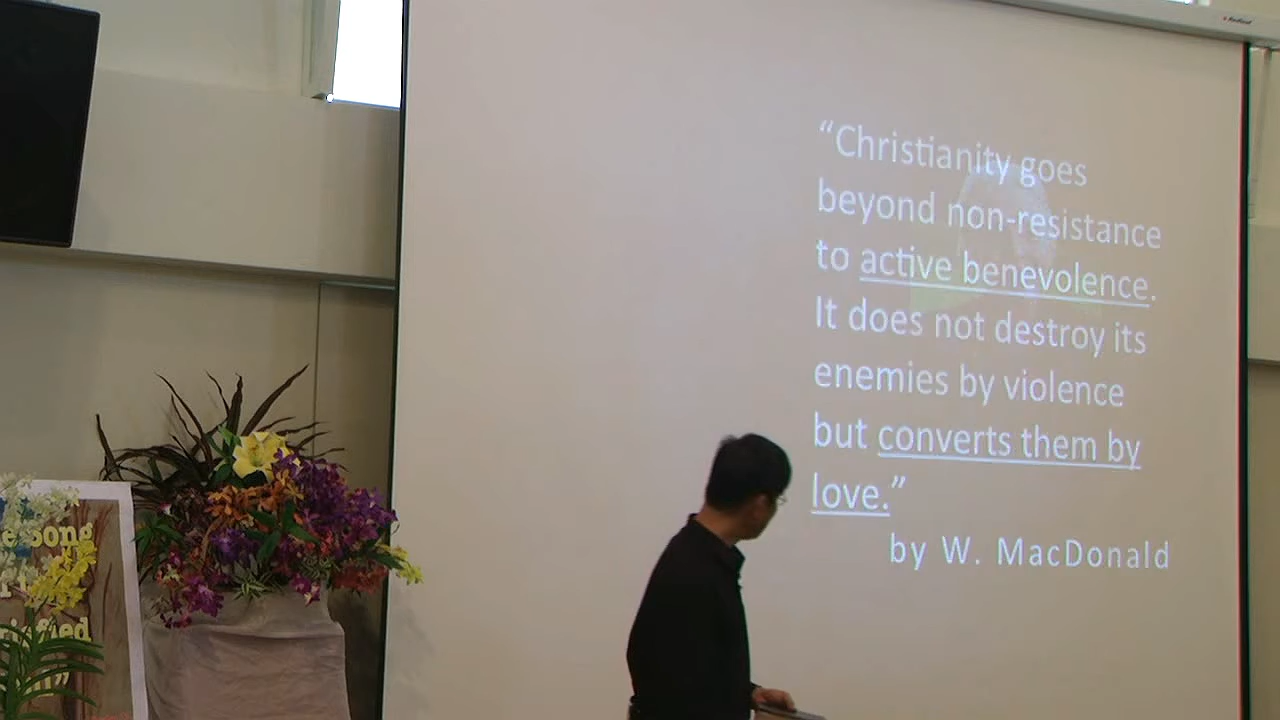 “Christianity goes
beyond non-resistance
to active benevolence.
It does not destroy its
enemies by violence
but converts them by
love.”
by W. MacDonald
e Song